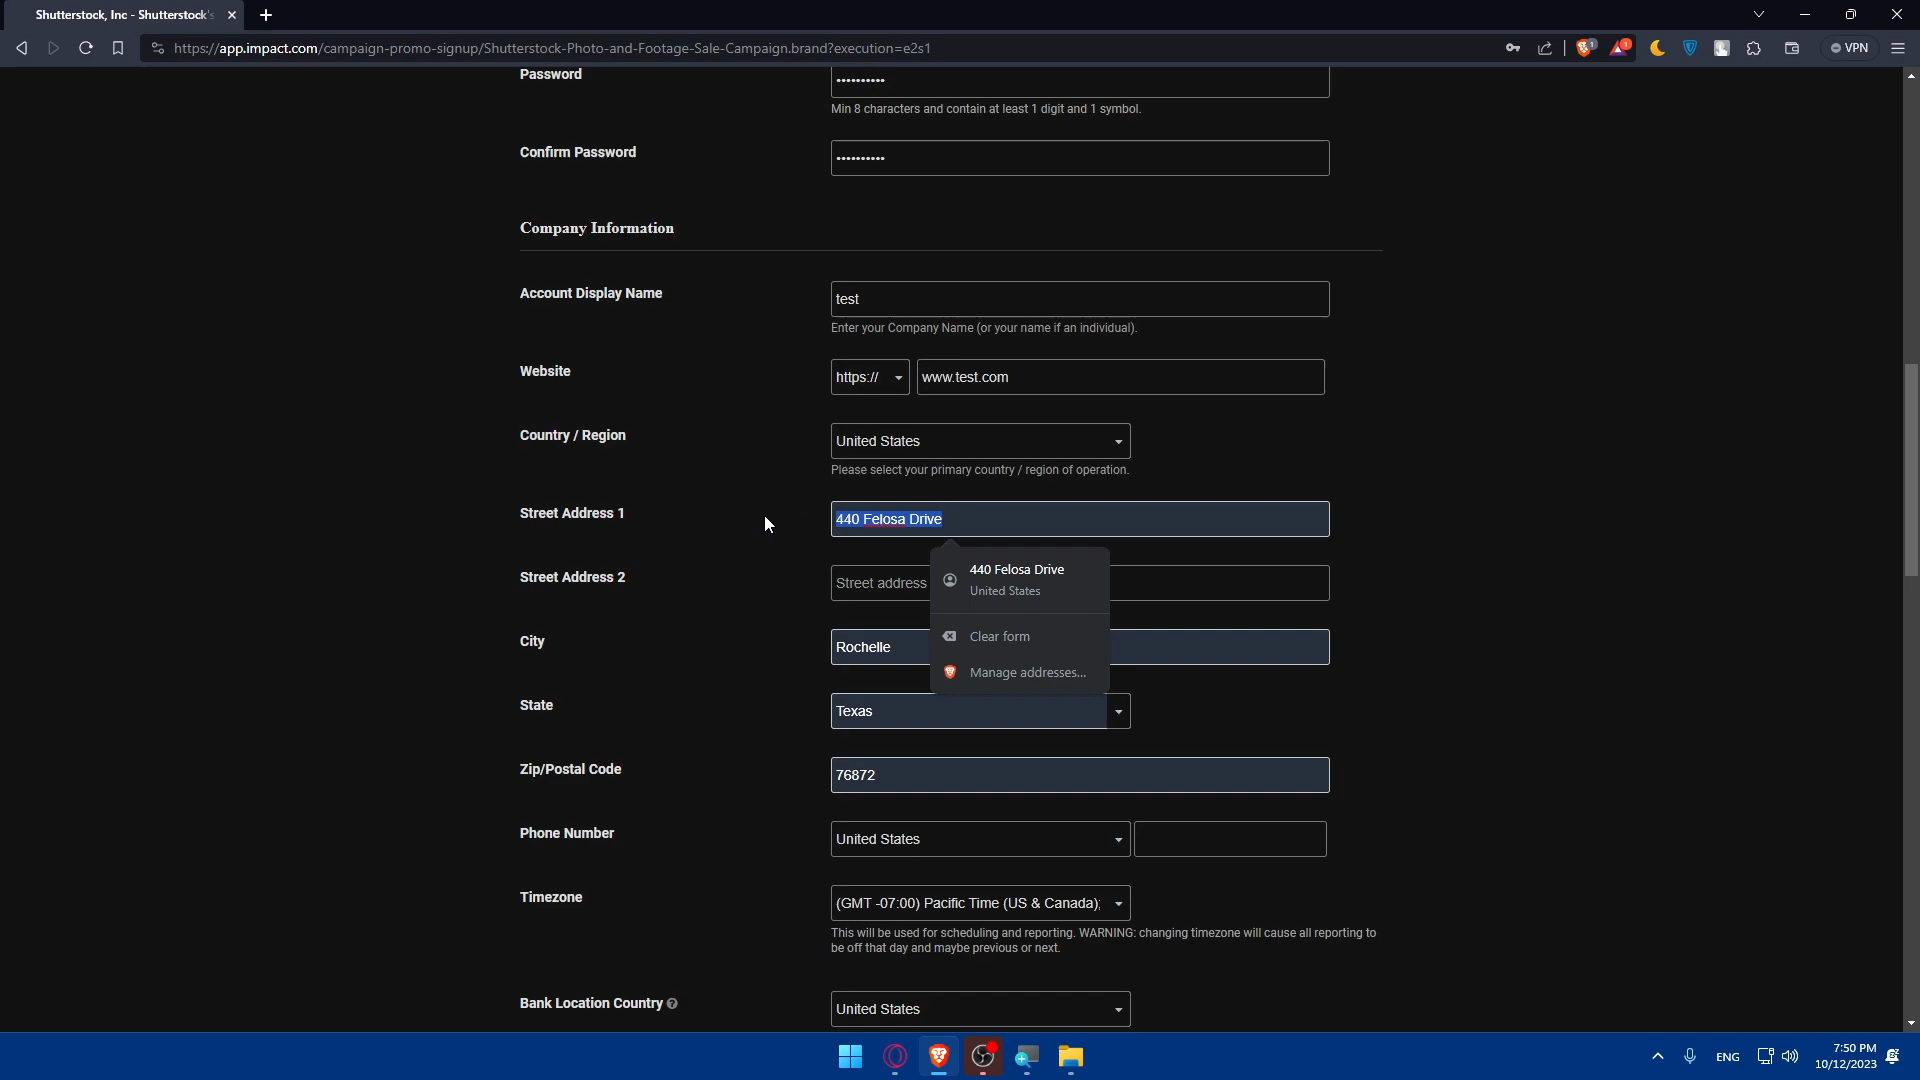 Shutterstock, Inc - Shutterstock's
https://app.impact.com/campaign-promo-signup/Shutterstock-Photo-and-Footage-Sale-Campaign.brand?execution=e2s1
1
1
VPN
Password
••••••••••
Min 8 characters and contain at least 1 digit and 1 symbol.
Confirm Password
••••••••••
Company Information
Account Display Name
test
Enter your Company Name (or your name if an individual).
Website
https://
www.test.com
Country / Region
United States
Please select your primary country / region of operation.
Street Address 1
440 Felosa Drive
440 Felosa Drive
United States
Street Address 2
Street address
Clear form
City
Rochelle
Manage addresses...
State
Texas
Zip/Postal Code
76872
Phone Number
United States
Timezone
(GMT -07:00) Pacific Time (US & Canada);
This will be used for scheduling and reporting. WARNING: changing timezone will cause all reporting to
be off that day and maybe previous or next.
Bank Location Country
United States
ENG
7:50 PM
10/12/2023